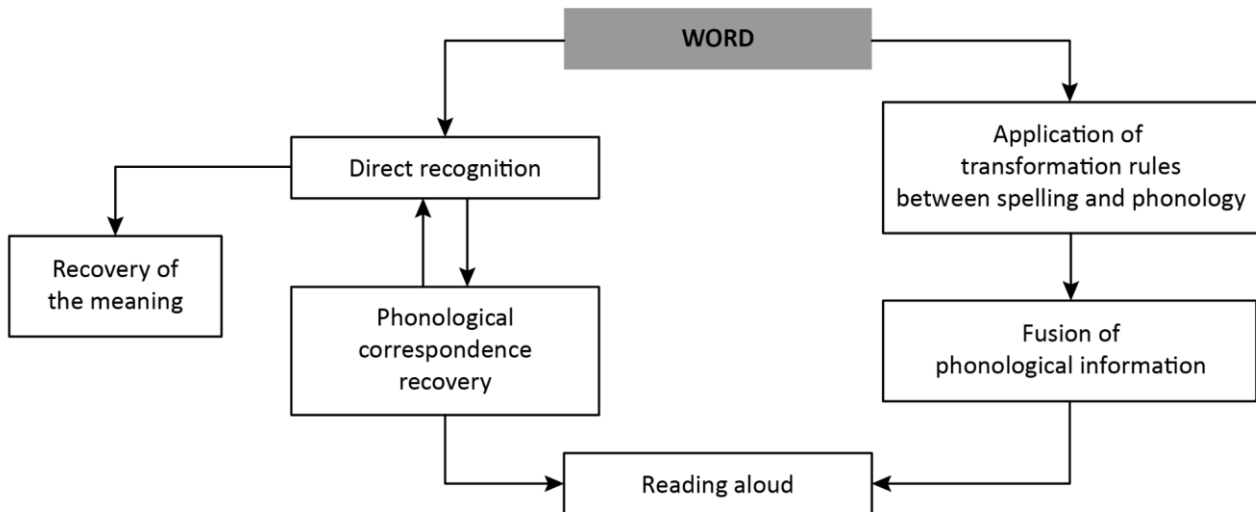 WORD
Direct recognition
Application of
transformation rules
between spelling and phonology
Recovery of
the meaning
Phonological
correspondence
recovery
Fusion of
phonological information
Reading aloud